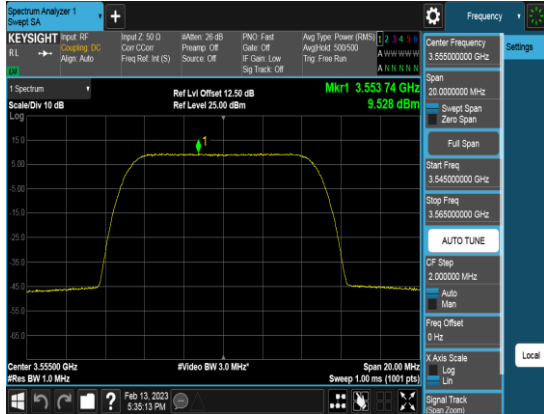 Spectrum Analyzer 1
Swept SA
+
Frequency
KEYSIGHT
RL
Input: RF
Coupling: DC
Align: Auto
Input Z: 50 Ω
Corr CCorr
Freq Ref: Int (S)
#Atten: 26 dB
Preamp: Off
Source: Off
PNO: Fast
Gate: Off
IF Gain: Low
Sig Track: Off
Avg Type: Power (RMS)
Avg|Hold: 500/500
Trig: Free Run
1 2 3 4 5 6
A W W W W W
A N N N N N
1 Spectrum
Scale/Div 10 dB
Log
Ref Lvl Offset 12.50 dB
Ref Level 25.00 dBm
Mkr1 3.553 74 GHz
9.528 dBm
15.0
5.00
-5.00
-15.0
-25.0
-35.0
-45.0
-55.0
-65.0
1
Center 3.55500 GHz
#Res BW 1.0 MHz
#Video BW 3.0 MHz*
Span 20.00 MHz
Sweep 1.00 ms (1001 pts)
Feb 13, 2023
5:35:13 PM
?
Center Frequency
3.555000000 GHz
Span
20.0000000 MHz
Swept Span
Zero Span
Full Span
Start Freq
3.545000000 GHz
Stop Freq
3.565000000 GHz
AUTO TUNE
CF Step
2.000000 MHz
Auto
Man
Freq Offset
0 Hz
X Axis Scale
Log
Lin
Signal Track
(Span Zoom)
Settings
Local